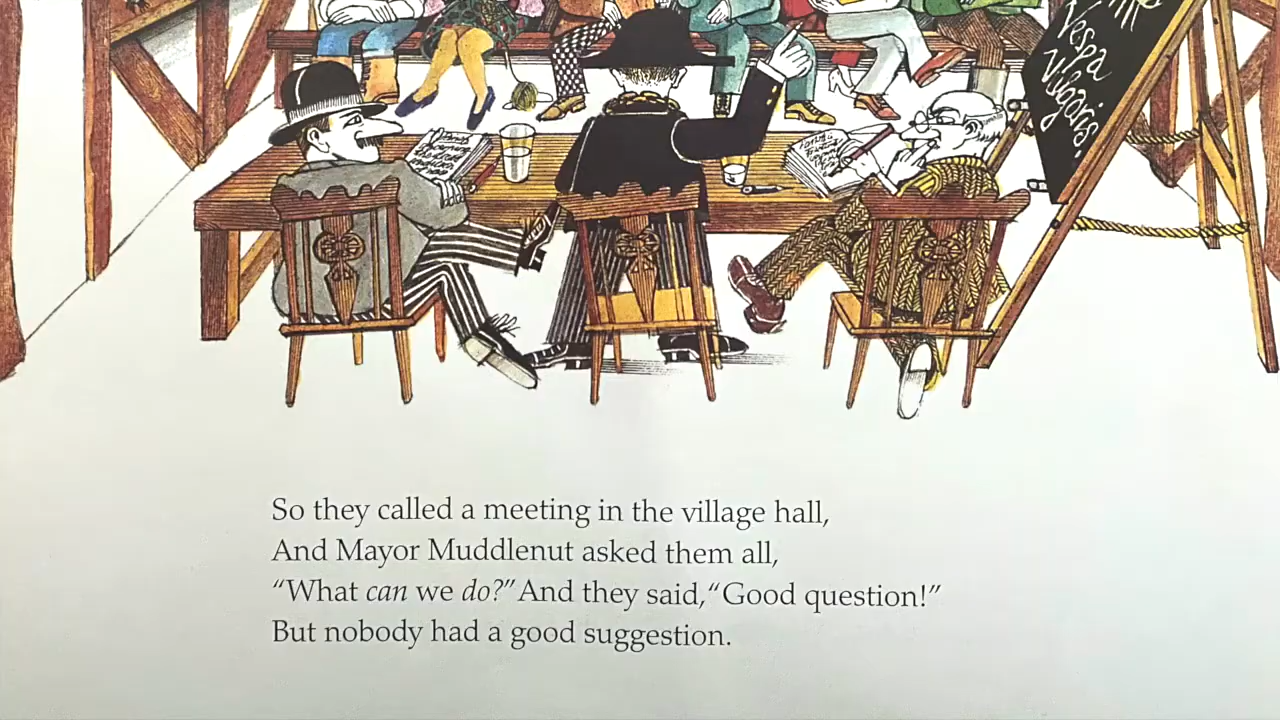 Vespa
Vulgaris.
So they called a meeting in the village hall,
And Mayor Muddlenut asked them all,
“What can we do?” And they said, “Good question!”
But nobody had a good suggestion.